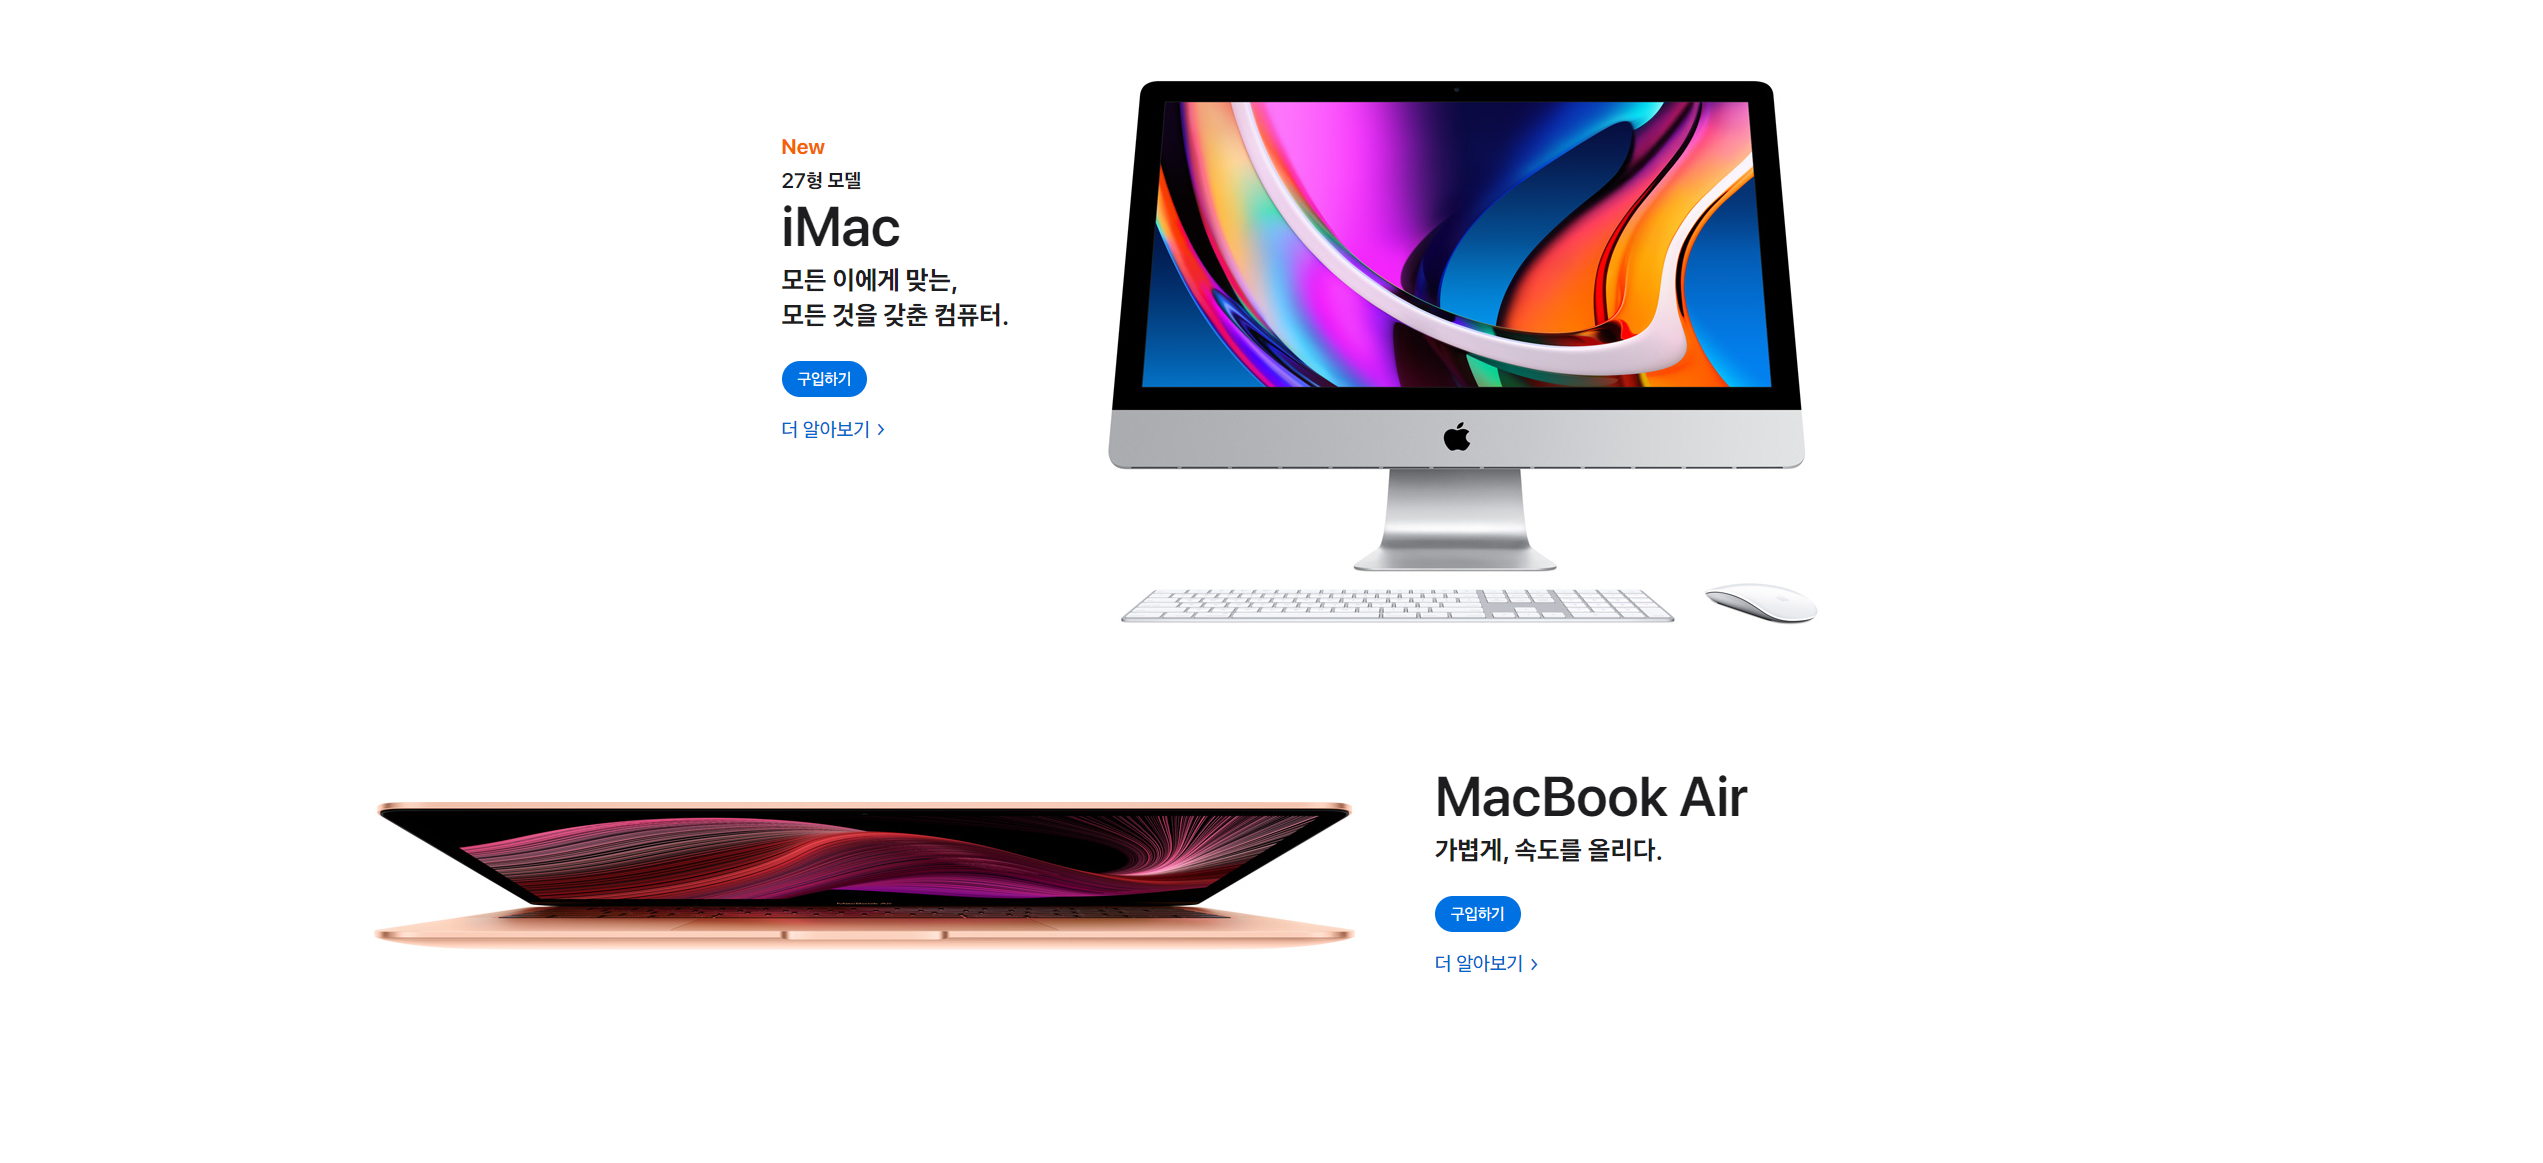 New
27형 모델
iMac
모든 이에게 맞는,
모든 것을 갖춘 컴퓨터.
구입하기
더 알아보기 >
MacBook Air
가볍게, 속도를 올리다.
구입하기
더 알아보기 >
MacBook Air